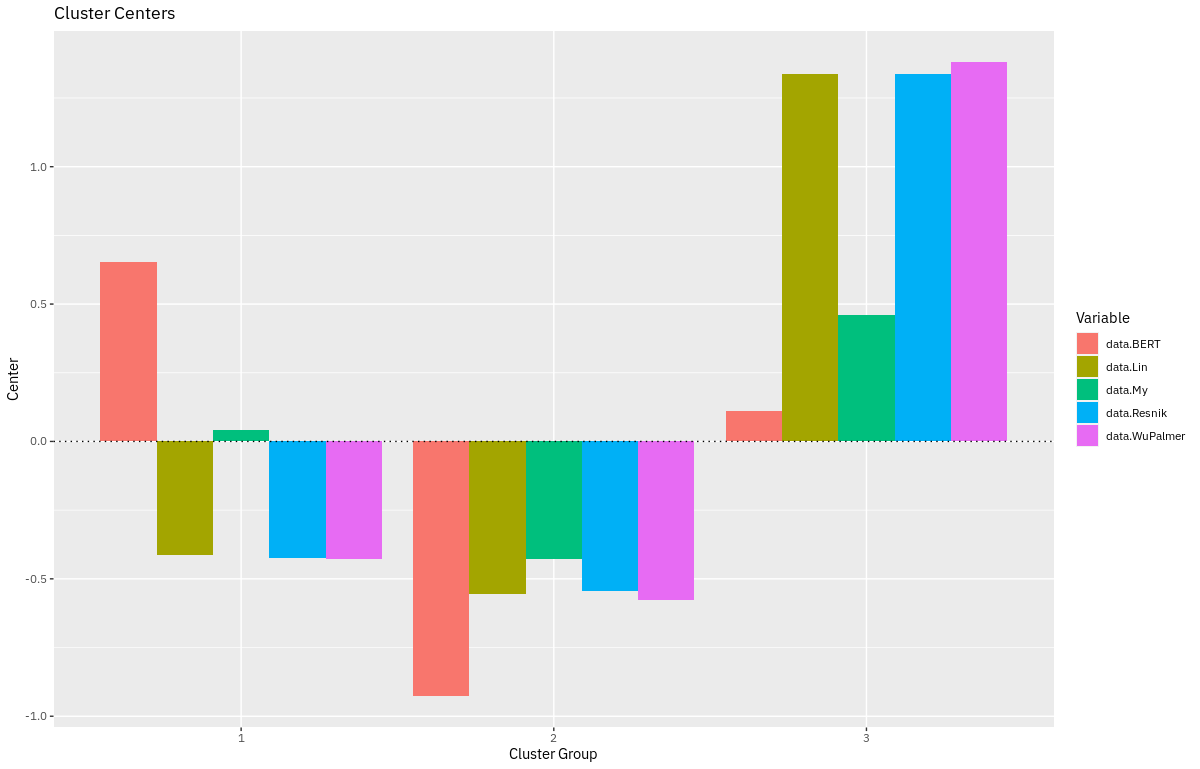 Cluster Centers
Center
1.0
0.5
0.0
-0.5
-1.0
1
2
3
Cluster Group
Variable
data.BERT
data.Lin
data.My
data.Resnik
data.WuPalmer